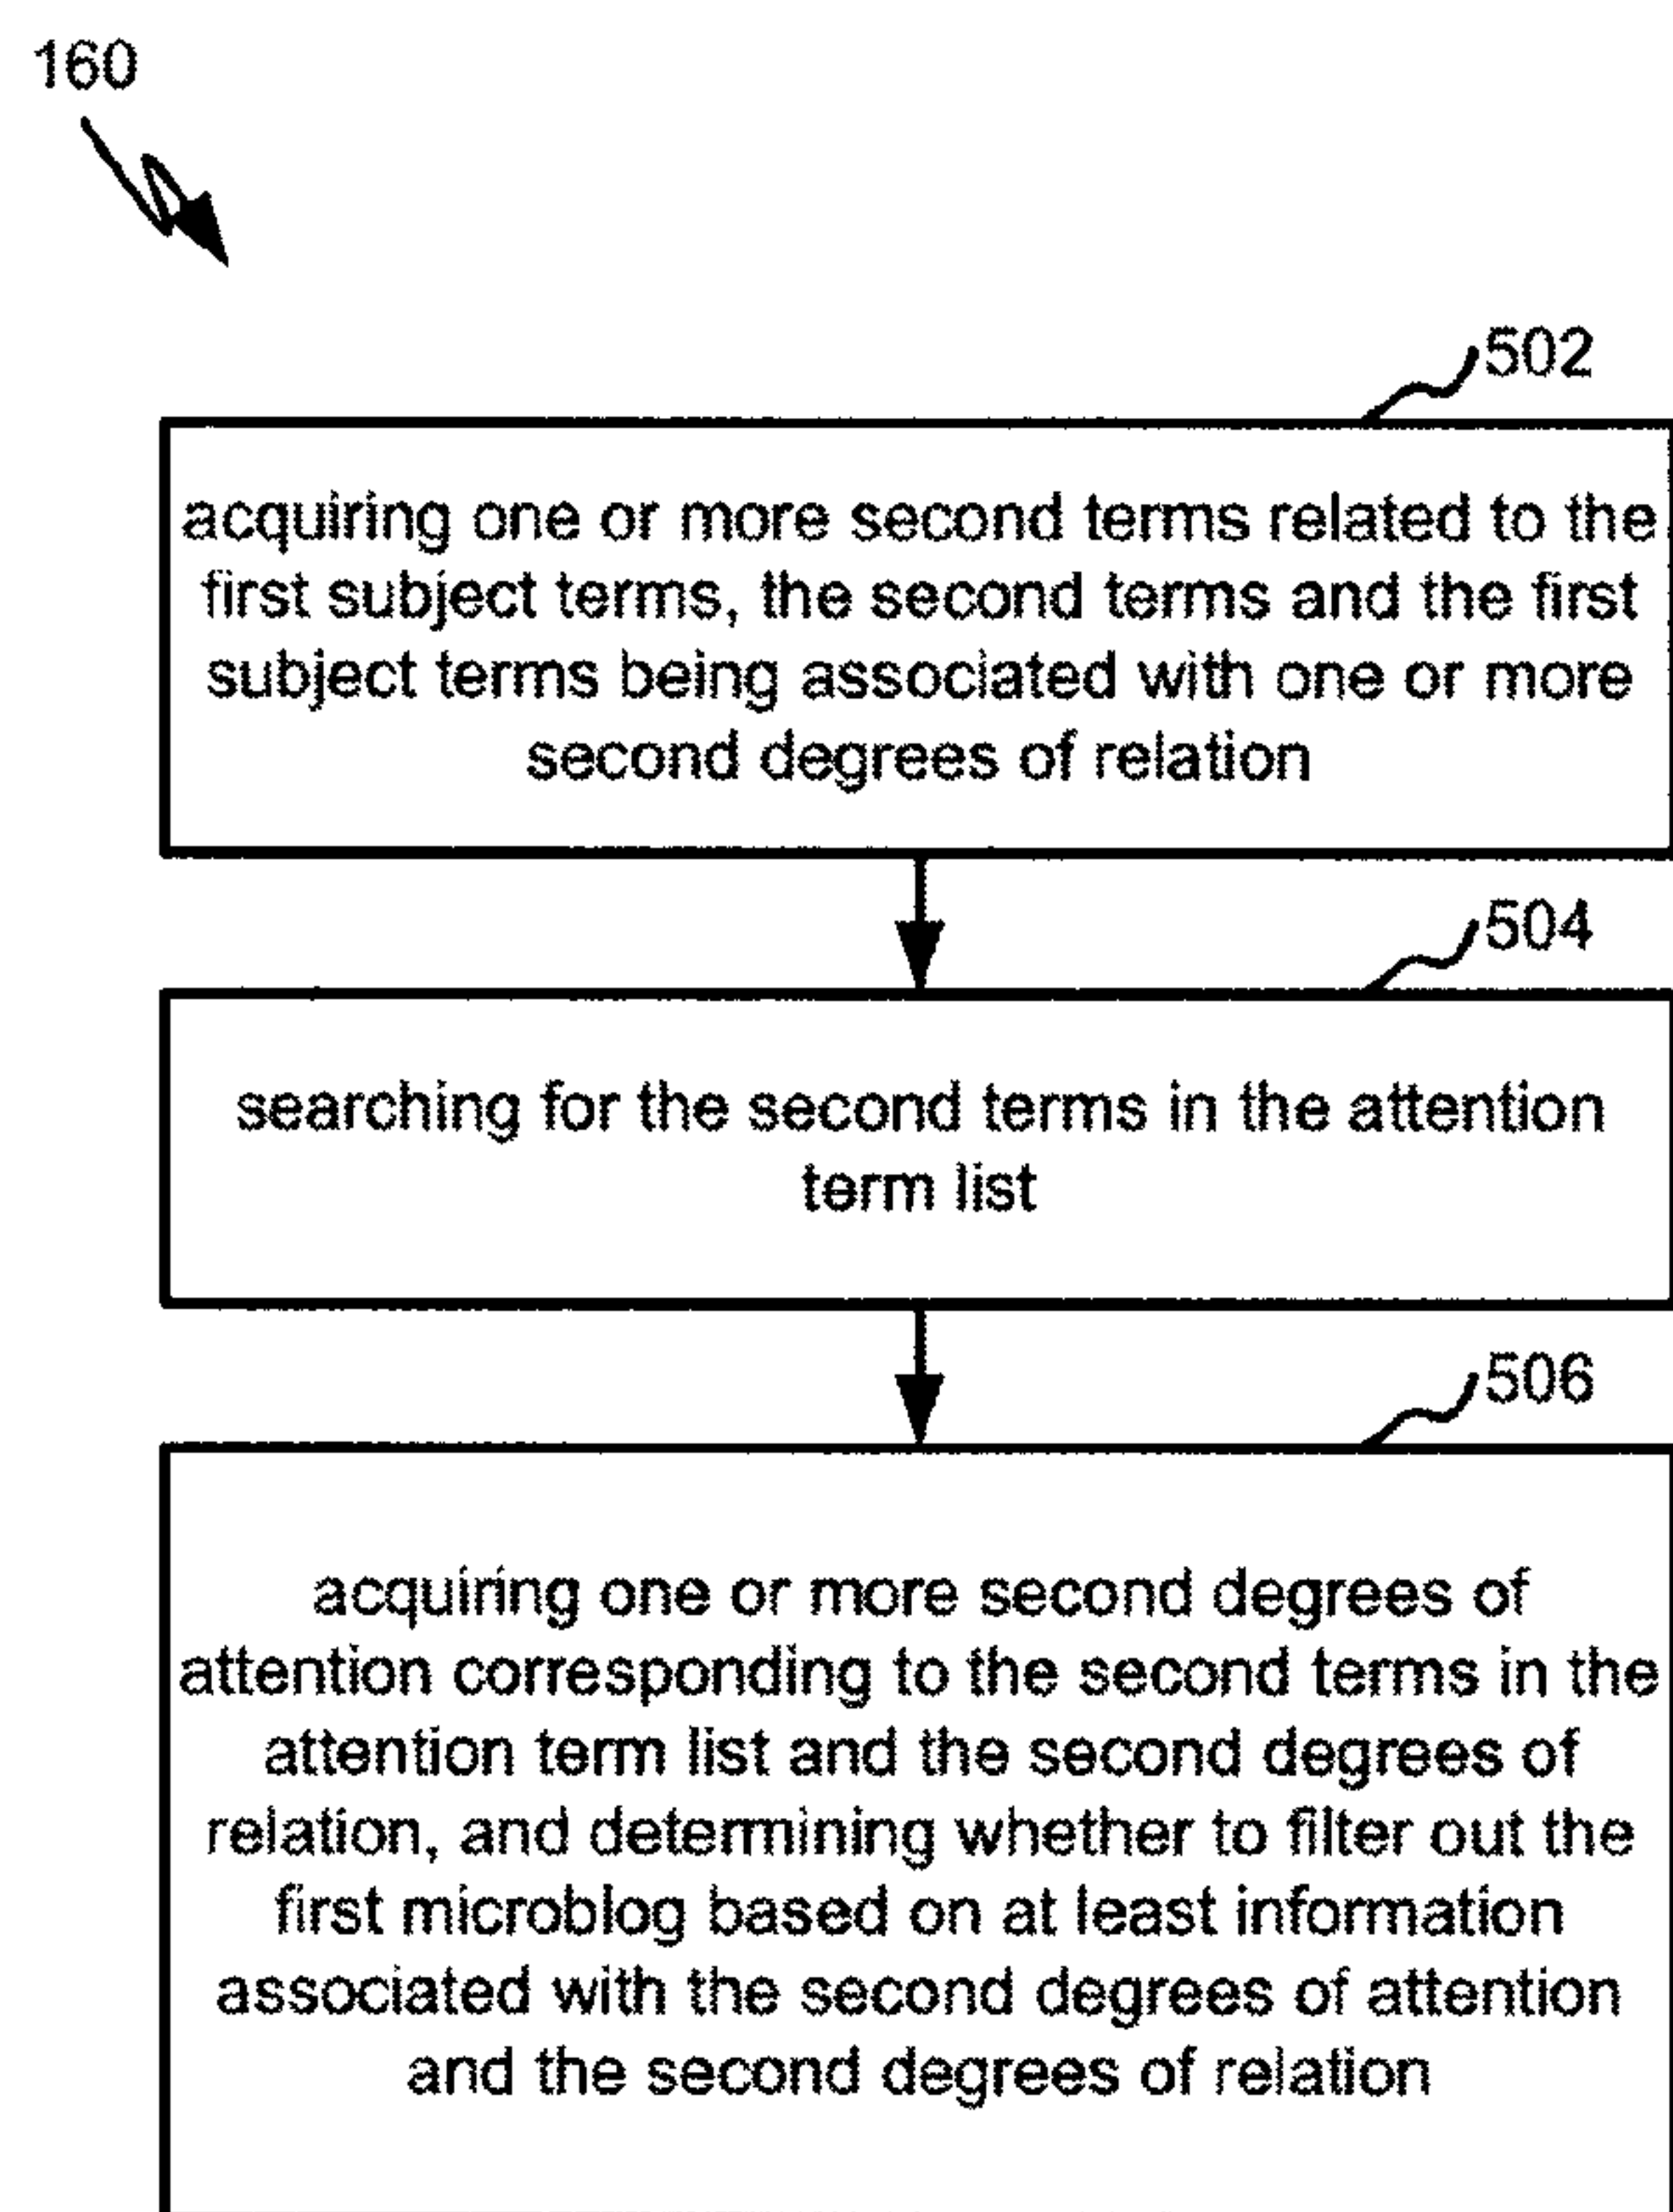 160
502
acquiring one or more second terms related to the
first subject terms, the second terms and the first
subject terms being associated with one or more
second degrees of relation
504
searching for the second terms in the attention
term list
506
acquiring one or more second degrees of
attention corresponding to the second terms in the
attention term list and the second degrees of
relation, and determining whether to filter out the
first microblog based on at least information
associated with the second degrees of attention
and the second degrees of relation